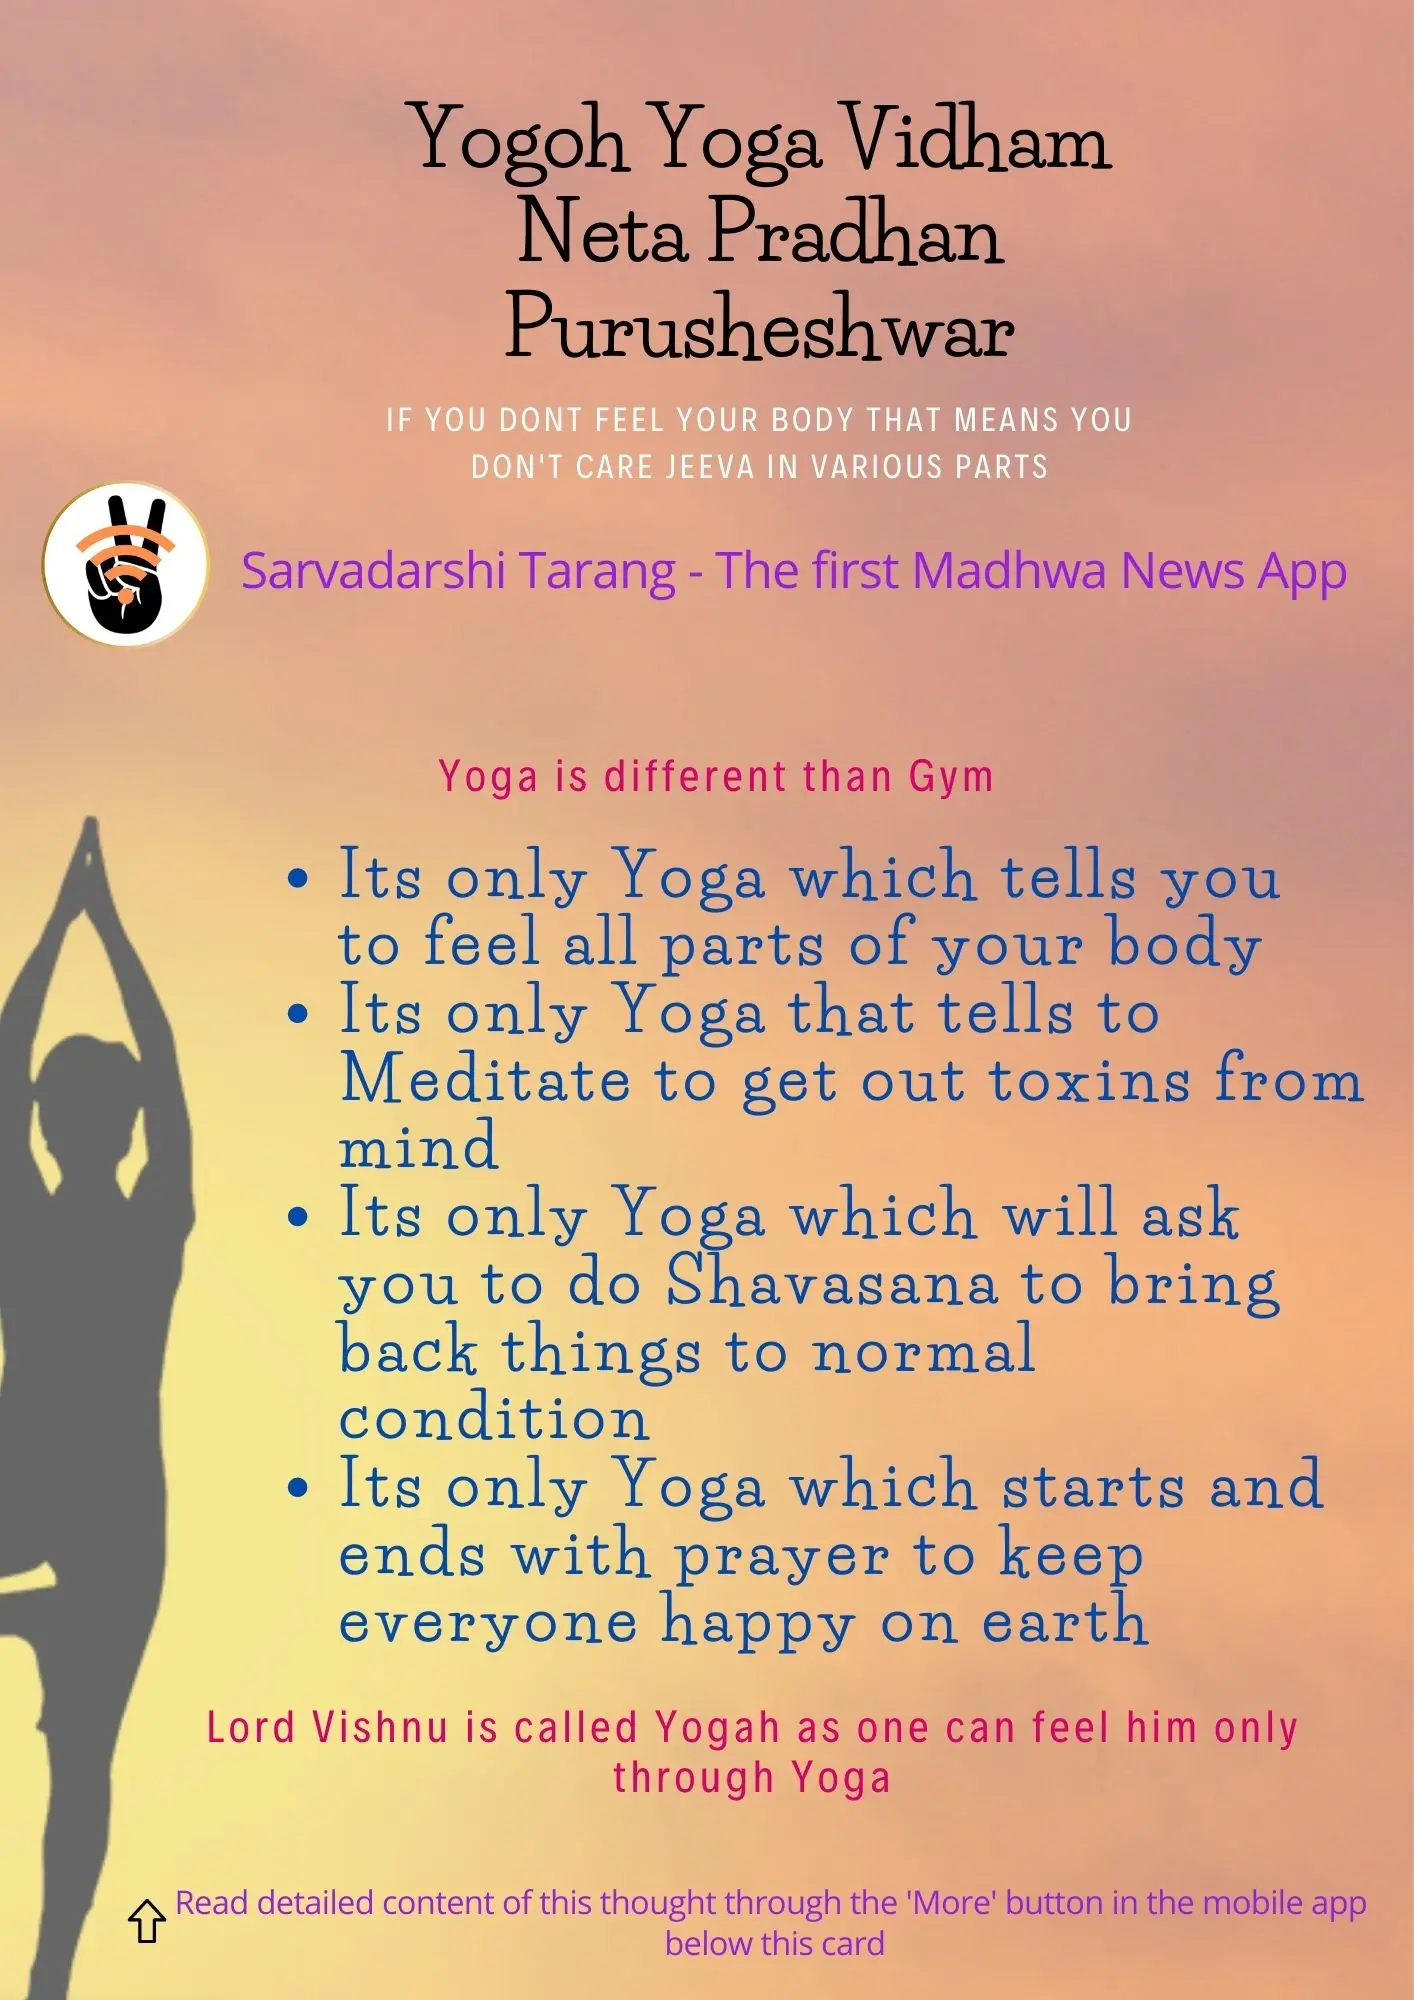 Yogoh Yoga Vidham
Neta Pradhan
Purusheshwar
IF YOU DONT FEEL YOUR BODY THAT MEANS YOU
DON'T CARE JEEVA IN VARIOUS PARTS
Sarvadarshi Tarang - The first Madhwa News App
Yoga is different than Gym
• Its only Yoga which tells you
to feel all parts of your body
• Its only Yoga that tells to
Meditate to get out toxins from
mind
• Its only Yoga which will ask
you to do Shavasana to bring
back things to normal
condition
• Its only Yoga which starts and
ends with prayer to keep
everyone happy on earth
Lord Vishnu is called Yogah as one can feel him only
through Yoga
Read detailed content of this thought through the 'More' button in the mobile app
below this card